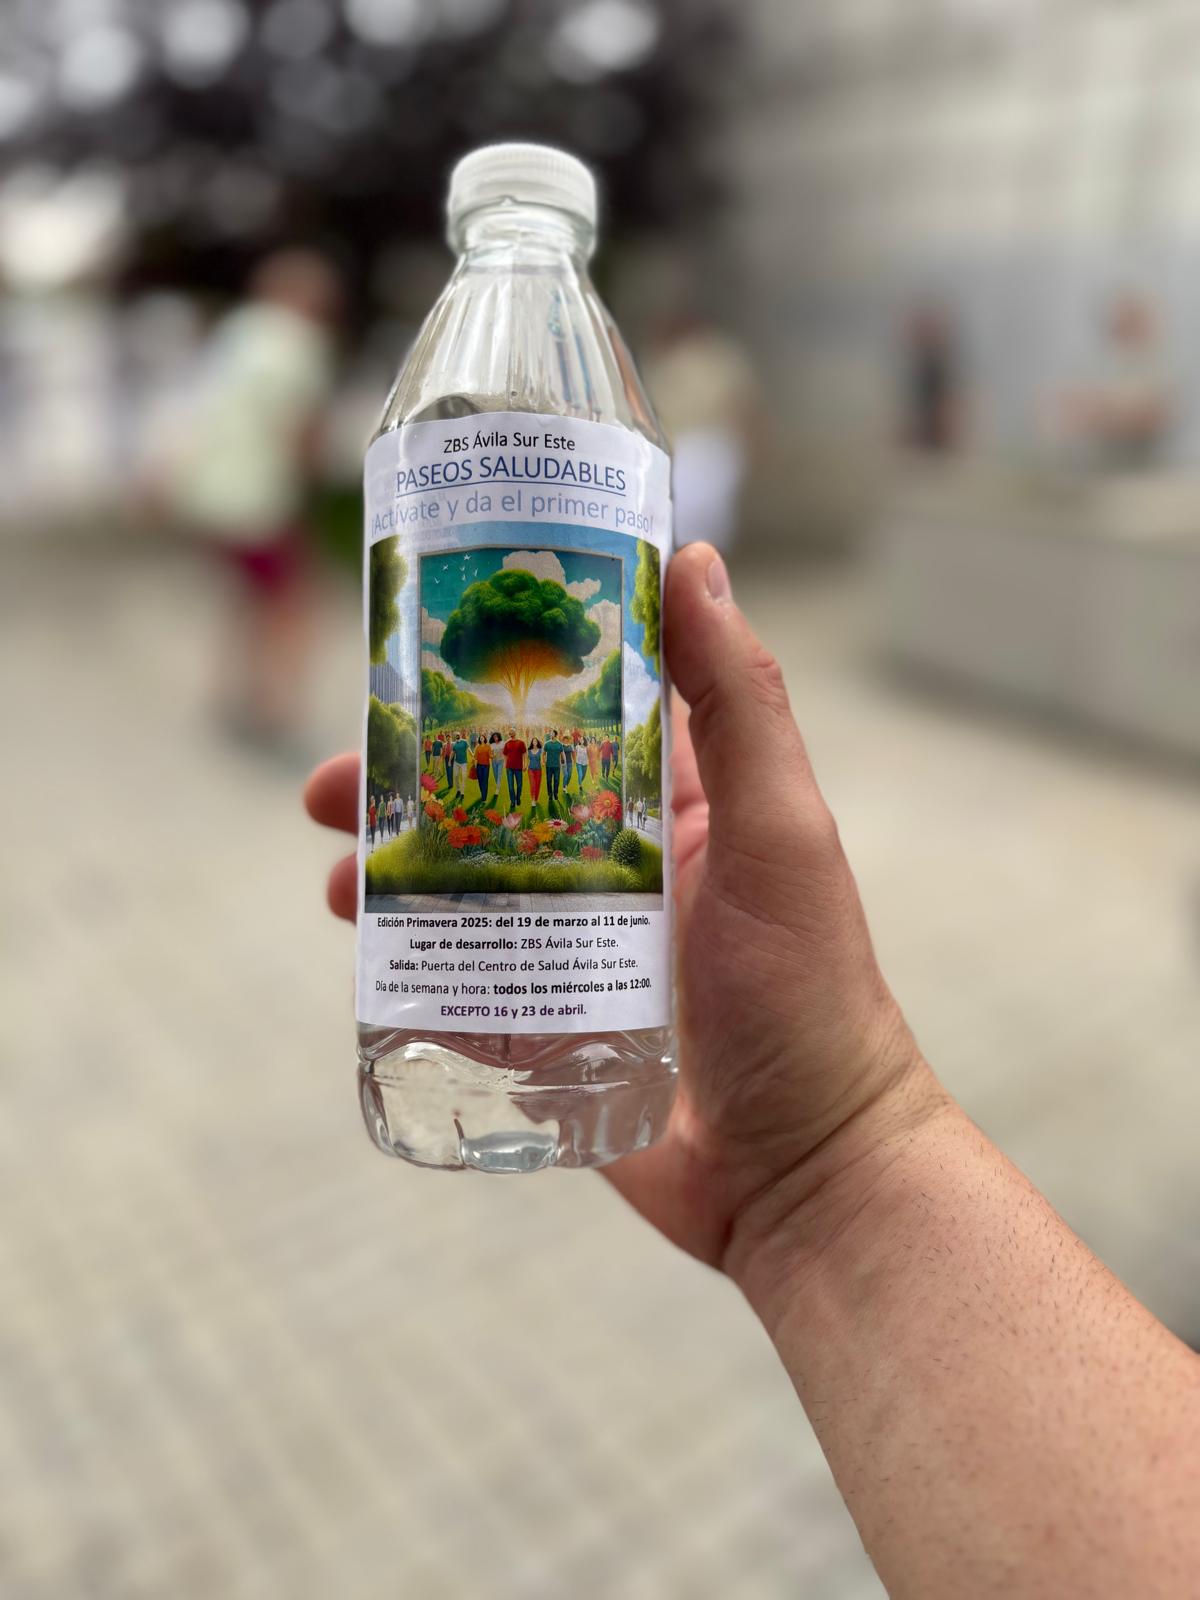 ZBS Ávila Sur Este
PASEOS SALUDABLES
¡Actívate y da el primer paso!
Edición Primavera 2025: del 19 de marzo al 11 de junio.
Lugar de desarrollo: ZBS Ávila Sur Este.
Salida: Puerta del Centro de Salud Ávila Sur Este.
Día de la semana y hora: todos los miércoles a las 12:00.
EXCEPTO 16 y 23 de abril.